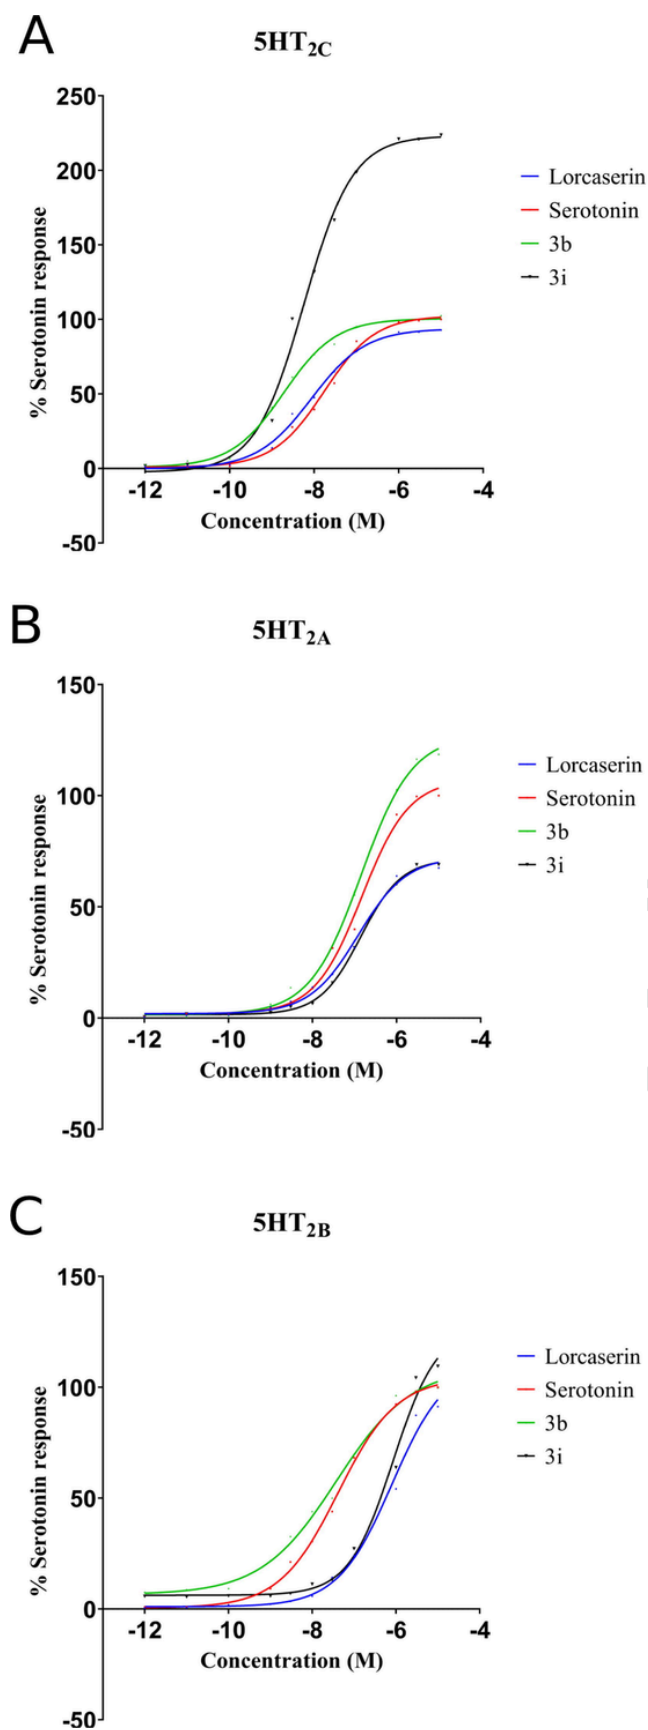 A
5HT2C
250
200
150
100
50
0
-50
% Serotonin response
-12 -10 -8 -6 -4
Concentration (M)
Lorcaserin
Serotonin
3b
3i
B
5HT2A
150
100
50
0
-50
% Serotonin response
-12 -10 -8 -6 -4
Concentration (M)
Lorcaserin
Serotonin
3b
3i
C
5HT2B
150
100
50
0
-50
% Serotonin response
-12 -10 -8 -6 -4
Concentration (M)
Lorcaserin
Serotonin
3b
3i